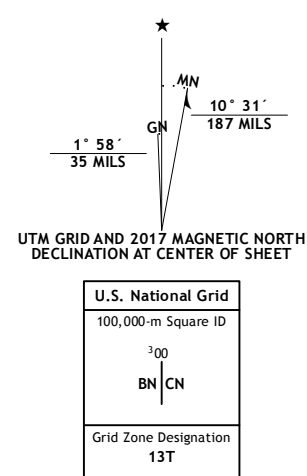 ★
MN
GN
10° 31´
187 MILS
1° 58´
35 MILS
UTM GRID AND 2017 MAGNETIC NORTH
DECLINATION AT CENTER OF SHEET
U.S. National Grid
100,000-m Square ID
³00
BN CN
Grid Zone Designation
13T